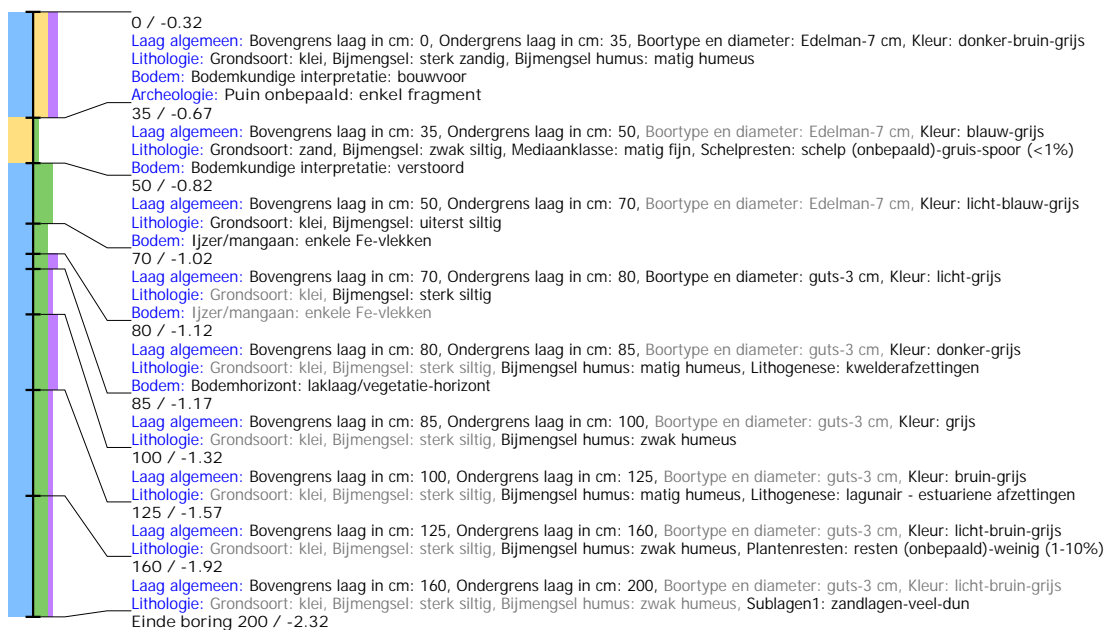 0 / -0.32
Laag algemeen: Bovengrens laag in cm: 0, Ondergrens laag in cm: 35, Boortype en diameter: Edelman-7 cm, Kleur: donker-bruin-grijs
Lithologie: Grondsoort: klei, Bijmengsel: sterk zandig, Bijmengsel humus: matig humeus
Bodem: Bodemkundige interpretatie: bouwvoor
Archeologie: Puin onbepaald: enkel fragment
35 / -0.67
Laag algemeen: Bovengrens laag in cm: 35, Ondergrens laag in cm: 50, Boortype en diameter: Edelman-7 cm, Kleur: blauw-grijs
Lithologie: Grondsoort: zand, Bijmengsel: zwak siltig, Mediaanklasse: matig fijn, Schelpresten: schelp (onbepaald)-gruis-spoor (<1%)
Bodem: Bodemkundige interpretatie: verstoord
50 / -0.82
Laag algemeen: Bovengrens laag in cm: 50, Ondergrens laag in cm: 70, Boortype en diameter: Edelman-7 cm, Kleur: licht-blauw-grijs
Lithologie: Grondsoort: klei, Bijmengsel: uiterst siltig
Bodem: Ijzer/mangaan: enkele Fe-vlekken
70 / -1.02
Laag algemeen: Bovengrens laag in cm: 70, Ondergrens laag in cm: 80, Boortype en diameter: guts-3 cm, Kleur: licht-grijs
Lithologie: Grondsoort: klei, Bijmengsel: sterk siltig
Bodem: Ijzer/mangaan: enkele Fe-vlekken
80 / -1.12
Laag algemeen: Bovengrens laag in cm: 80, Ondergrens laag in cm: 85, Boortype en diameter: guts-3 cm, Kleur: donker-grijs
Lithologie: Grondsoort: klei, Bijmengsel: sterk siltig, Bijmengsel humus: matig humeus, Lithogenese: kwelderafzettingen
Bodem: Bodemhorizont: laklaag/vegetatie-horizont
85 / -1.17
Laag algemeen: Bovengrens laag in cm: 85, Ondergrens laag in cm: 100, Boortype en diameter: guts-3 cm, Kleur: grijs
Lithologie: Grondsoort: klei, Bijmengsel: sterk siltig, Bijmengsel humus: zwak humeus
100 / -1.32
Laag algemeen: Bovengrens laag in cm: 100, Ondergrens laag in cm: 125, Boortype en diameter: guts-3 cm, Kleur: bruin-grijs
Lithologie: Grondsoort: klei, Bijmengsel: sterk siltig, Bijmengsel humus: matig humeus, Lithogenese: lagunair - estuariene afzettingen
125 / -1.57
Laag algemeen: Bovengrens laag in cm: 125, Ondergrens laag in cm: 160, Boortype en diameter: guts-3 cm, Kleur: licht-bruin-grijs
Lithologie: Grondsoort: klei, Bijmengsel: sterk siltig, Bijmengsel humus: zwak humeus, Plantenresten: resten (onbepaald)-weinig (1-10%)
160 / -1.92
Laag algemeen: Bovengrens laag in cm: 160, Ondergrens laag in cm: 200, Boortype en diameter: guts-3 cm, Kleur: licht-bruin-grijs
Lithologie: Grondsoort: klei, Bijmengsel: sterk siltig, Bijmengsel humus: zwak humeus, Sublagen1: zandlagen-veel-dun
Einde boring 200 / -2.32